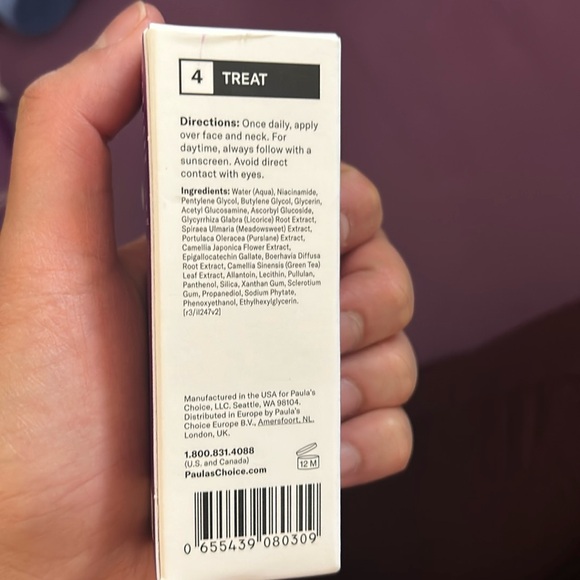 4 TREAT
Directions: Once daily, apply
over face and neck. For
daytime, always follow with a
sunscreen. Avoid direct
contact with eyes.
Ingredients: Water (Aqua), Niacinamide,
Pentylene Glycol, Butylene Glycol, Glycerin,
Acetyl Glucosamine, Ascorbyl Glucoside,
Glycyrrhiza Glabra (Licorice) Root Extract,
Spiraea Ulmaria (Meadowsweet) Extract,
Portulaca Oleracea (Purslane) Extract,
Camellia Japonica Flower Extract,
Epigallocatechin Gallate, Boerhavia Diffusa
Root Extract, Camellia Sinensis (Green Tea)
Leaf Extract, Allantoin, Lecithin, Pullulan,
Panthenol, Silica, Xanthan Gum, Sclerotium
Gum, Propanediol, Sodium Phytate,
Phenoxyethanol, Ethylhexylglycerin.
[r3/il247v2]
Manufactured in the USA for Paula's
Choice, LLC. Seattle, WA 98104.
Distributed in Europe by Paula's
Choice Europe B.V., Amersfoort, NL.
London, UK.
1.800.831.4088
(U.S. and Canada)
PaulasChoice.com
12 M
0 655439 080309